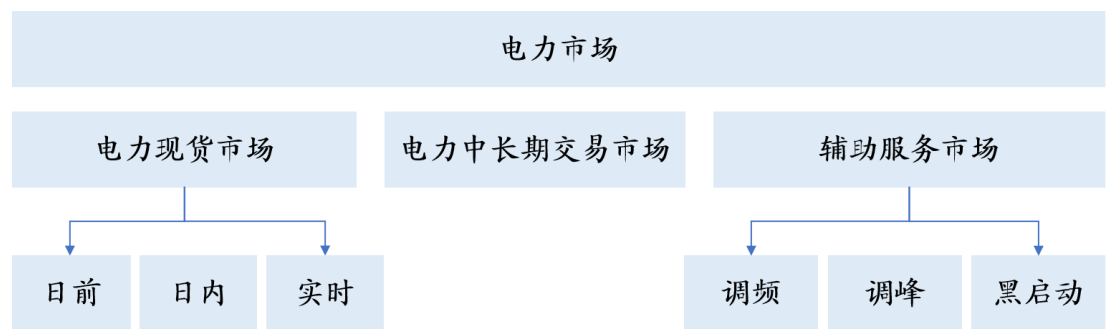 电力市场
电力现货市场
电力中长期交易市场
辅助服务市场
日前
日内
实时
调频
调峰
黑启动